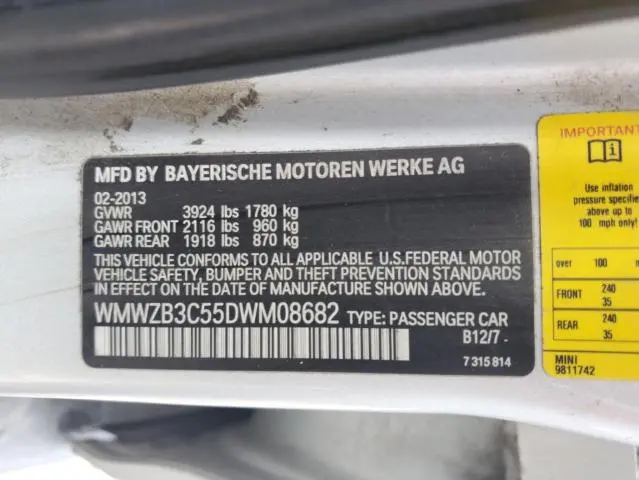 MFD BY BAYERISCHE MOTOREN WERKE AG
02-2013
GVWR 3924 lbs 1780 kg
GAWR FRONT 2116 lbs 960 kg
GAWR REAR 1918 lbs 870 kg
THIS VEHICLE CONFORMS TO ALL APPLICABLE U.S.FEDERAL MOTOR
VEHICLE SAFETY, BUMPER AND THEFT PREVENTION STANDARDS
IN EFFECT ON THE DATE OF MANUFACTURE SHOWN ABOVE.
WMWZB3C55DWM08682 TYPE: PASSENGER CAR
B12/7 -
7 315 814
IMPORTANT
Use inflation
pressure specifie
above up to
100 mph only!
over 100 m
FRONT 240
35
REAR 240
35
MINI
9811742